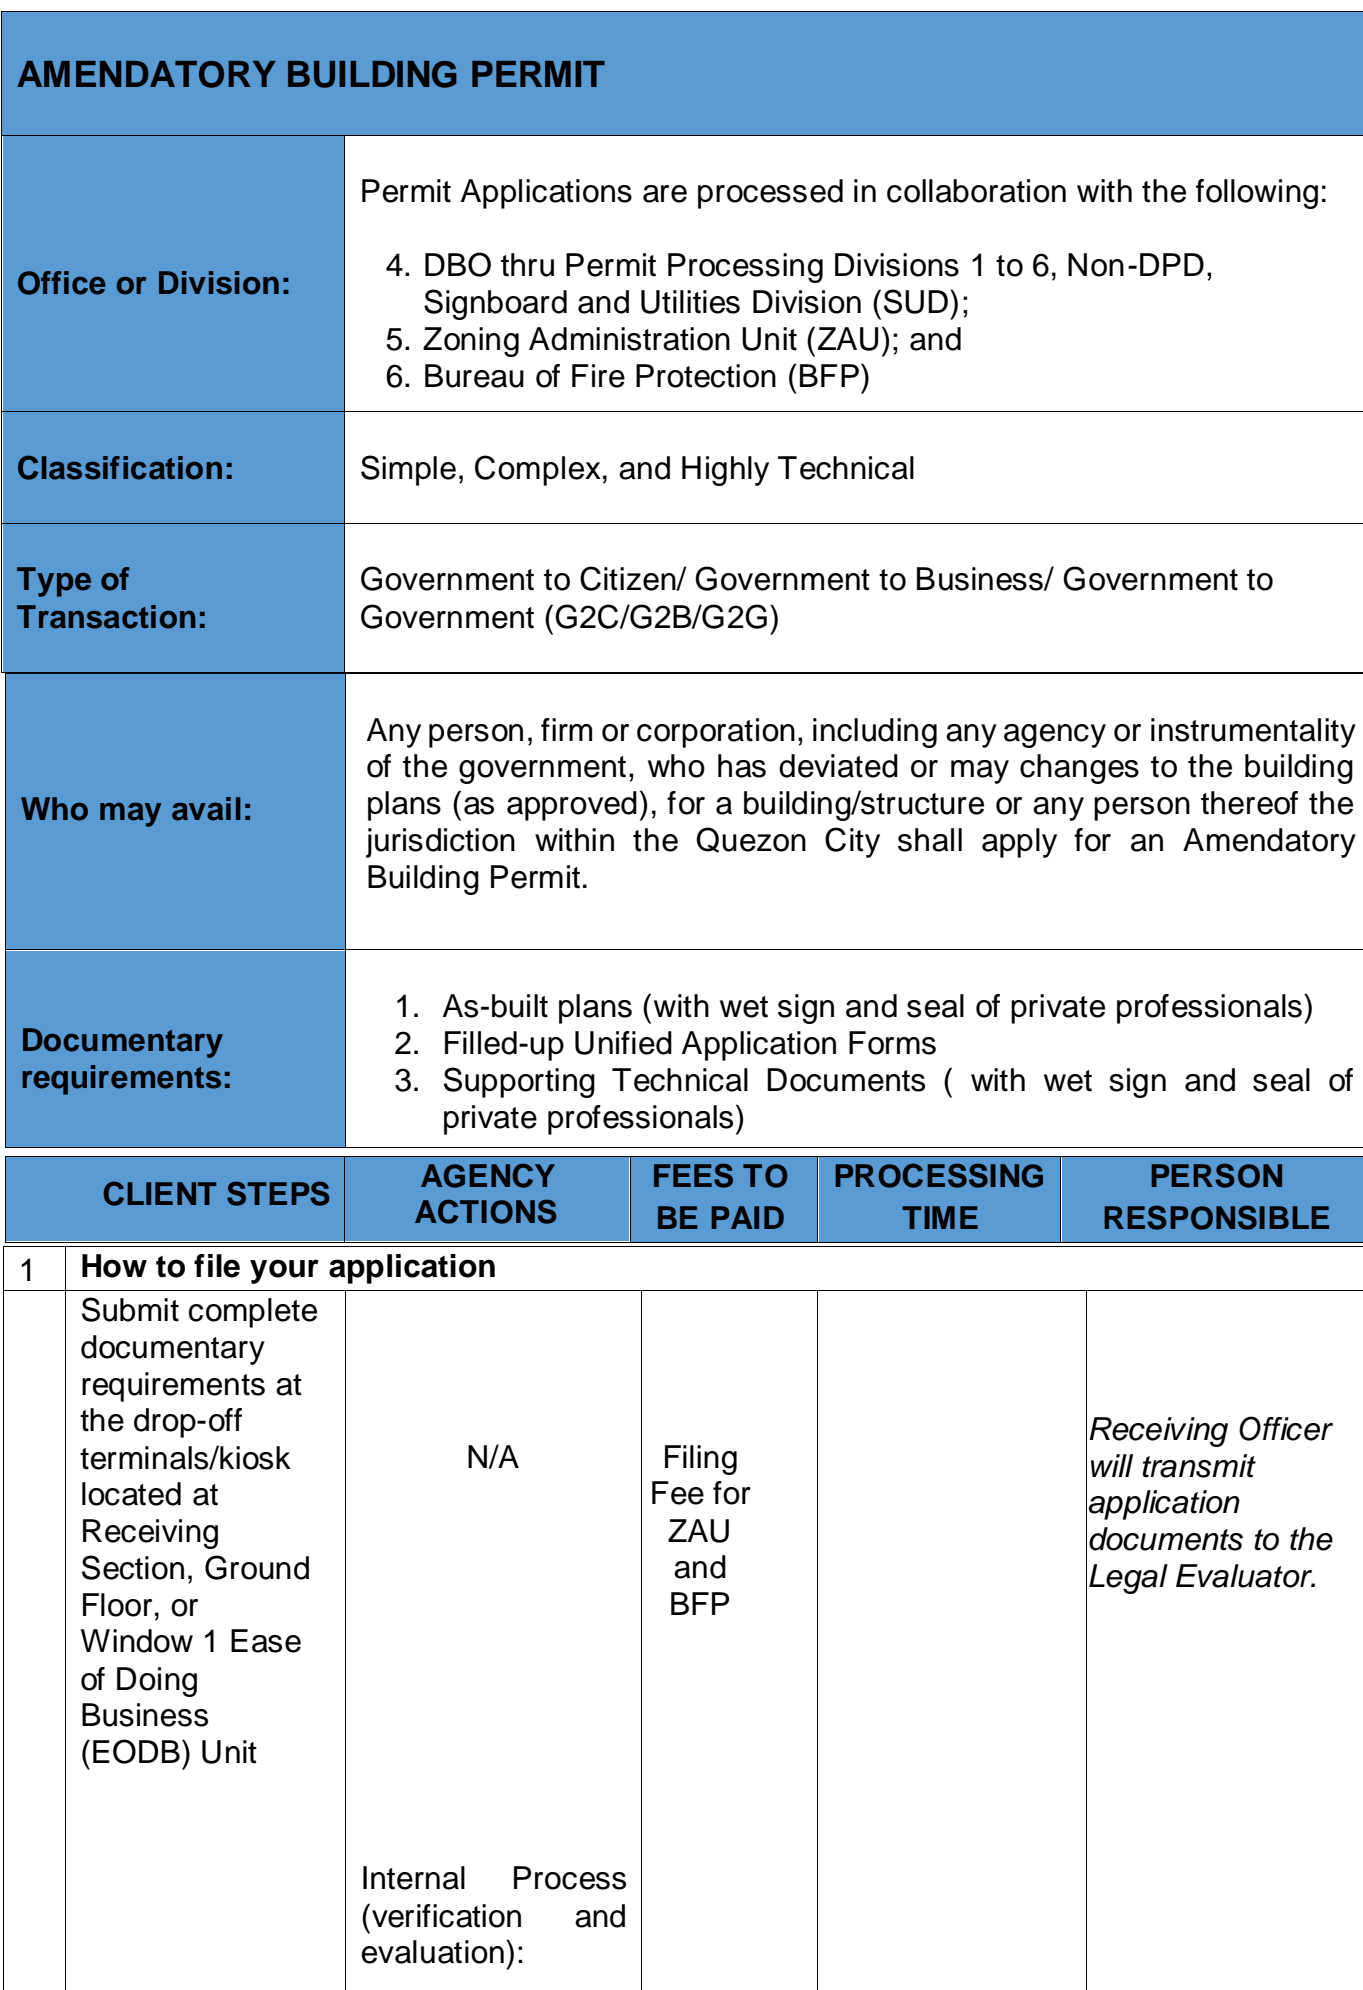 AMENDATORY BUILDING PERMIT
Office or Division:
Permit Applications are processed in collaboration with the following:
4. DBO thru Permit Processing Divisions 1 to 6, Non-DPD,
Signboard and Utilities Division (SUD);
5. Zoning Administration Unit (ZAU); and
6. Bureau of Fire Protection (BFP)
Classification:
Simple, Complex, and Highly Technical
Type of
Transaction:
Government to Citizen/ Government to Business/ Government to
Government (G2C/G2B/G2G)
Who may avail:
Any person, firm or corporation, including any agency or instrumentality
of the government, who has deviated or may changes to the building
plans (as approved), for a building/structure or any person thereof the
jurisdiction within the Quezon City shall apply for an Amendatory
Building Permit.
Documentary
requirements:
1. As-built plans (with wet sign and seal of private professionals)
2. Filled-up Unified Application Forms
3. Supporting Technical Documents ( with wet sign and seal of
private professionals)
CLIENT STEPS
AGENCY
ACTIONS
FEES TO
BE PAID
PROCESSING
TIME
PERSON
RESPONSIBLE
1 How to file your application
Submit complete
documentary
requirements at
the drop-off
terminals/kiosk
located at
Receiving
Section, Ground
Floor, or
Window 1 Ease
of Doing
Business
(EODB) Unit
N/A
Internal Process
(verification and
evaluation):
Filing
Fee for
ZAU
and
BFP
Receiving Officer
will transmit
application
documents to the
Legal Evaluator.